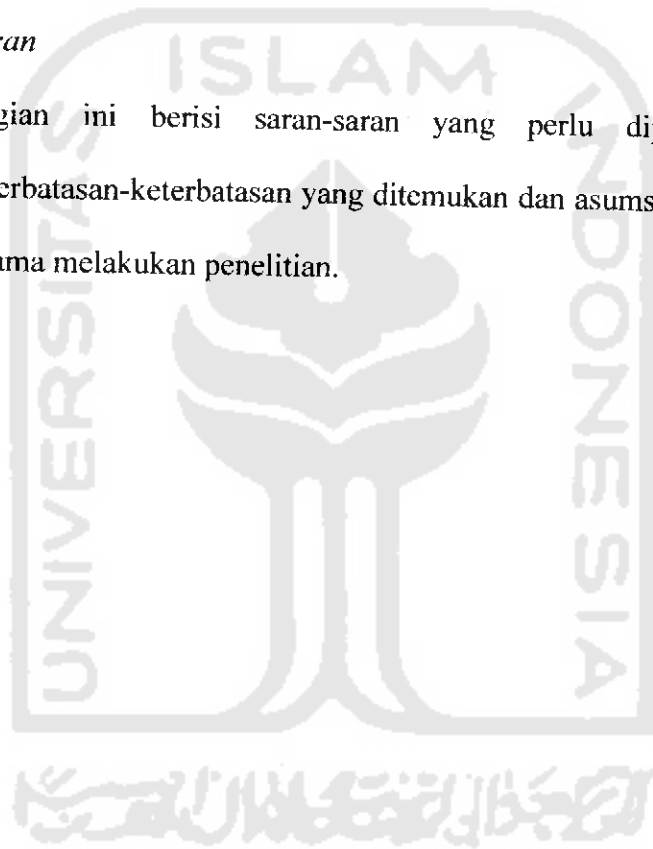 ran
gian ini berisi saran-saran yang perlu di
erbatasan-keterbatasan yang ditemukan dan asums
ama melakukan penelitian.
ISLAM
UNIVERSITAS
INDONESIA